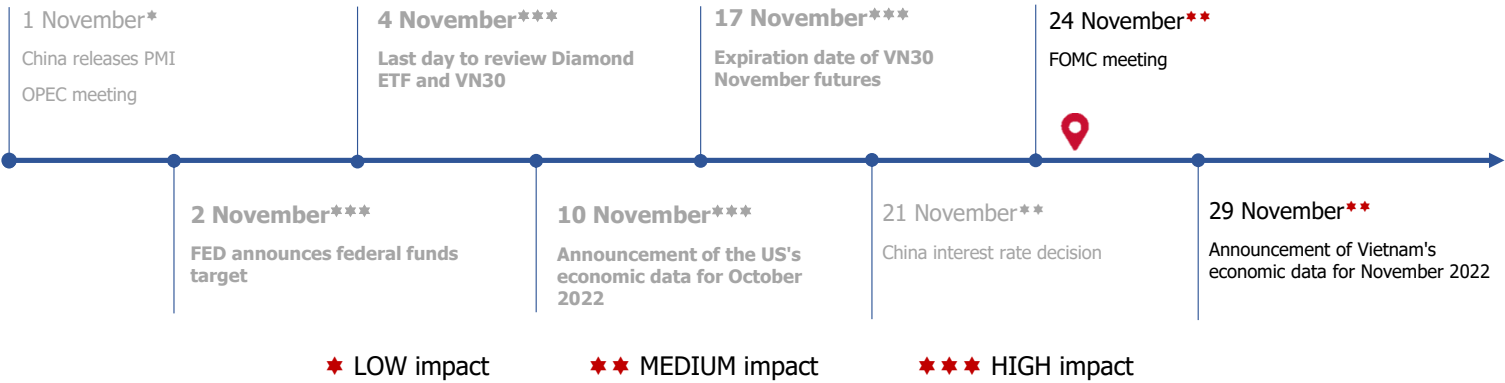 1 November*
China releases PMI
OPEC meeting
4 November***
Last day to review Diamond
ETF and VN30
17 November***
Expiration date of VN30
November futures
24 November**
FOMC meeting
2 November***
FED announces federal funds
target
10 November***
Announcement of the US's
economic data for October
2022
21 November**
China interest rate decision
29 November**
Announcement of Vietnam's
economic data for November 2022
* LOW impact
** MEDIUM impact
*** HIGH impact